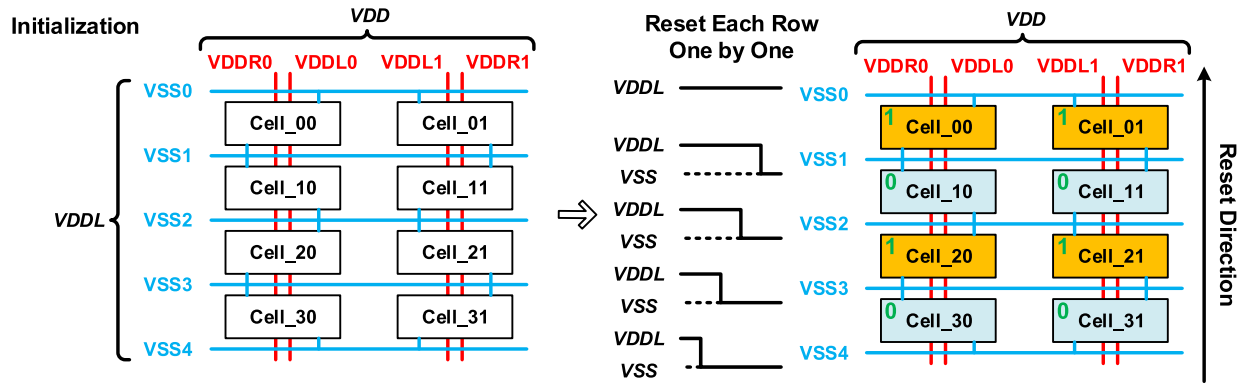 Initialization
VDD
VDDR0 VDDL0 VDDL1 VDDR1
VSS0
Cell_00 Cell_01
VSS1
Cell_10 Cell_11
VDDL
VSS2
Cell_20 Cell_21
VSS3
Cell_30 Cell_31
VSS4
Reset Each Row
One by One
VDDL
VDDL
VSS
VDDL
VSS
VDDL
VSS
VDDL
VSS
VDD
VDDR0 VDDL0 VDDL1 VDDR1
VSS0
1 Cell_00 1 Cell_01
VSS1
0 Cell_10 0 Cell_11
VSS2
1 Cell_20 1 Cell_21
VSS3
0 Cell_30 0 Cell_31
VSS4
Reset Direction